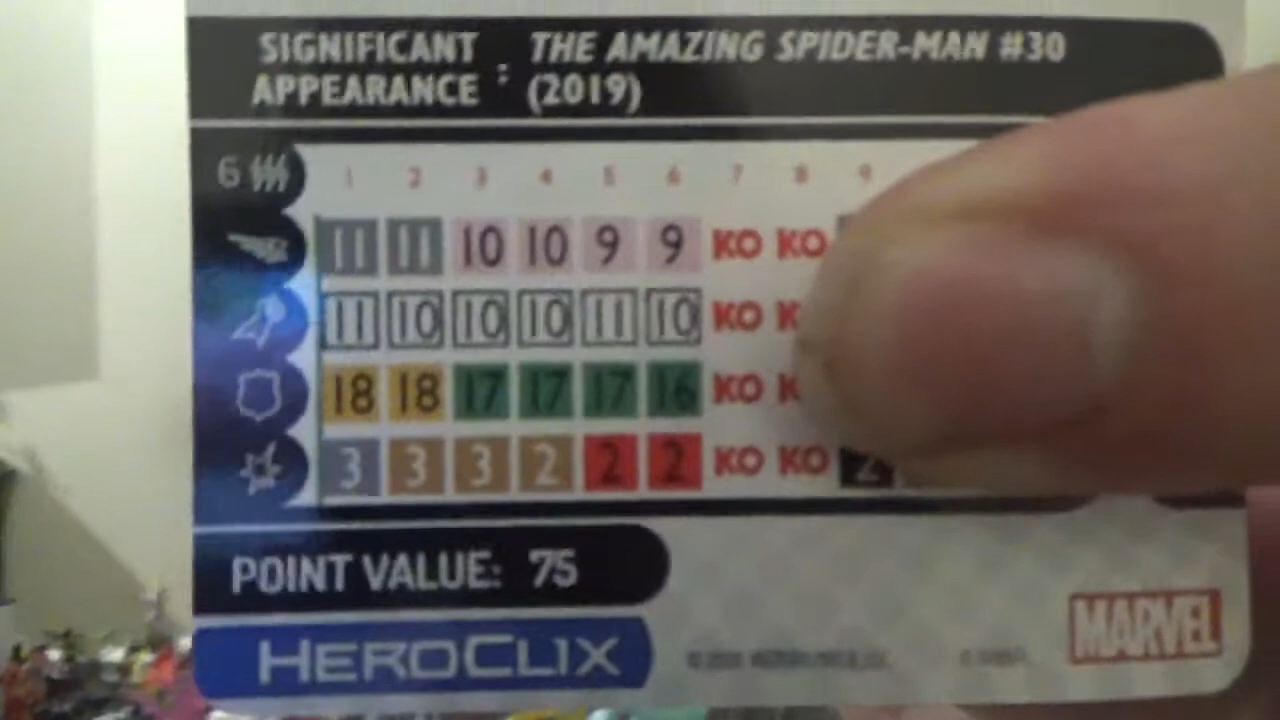 SIGNIFICANT APPEARANCE : THE AMAZING SPIDER-MAN #30 (2019)
6 1 2 3 4 5 6 7 8 9
11 11 10 10 9 9 KO KO
11 10 10 10 11 10 KO K
18 18 17 17 17 16 KO K
3 3 3 2 2 2 KO KO 2
POINT VALUE: 75
HEROCLIX
MARVEL